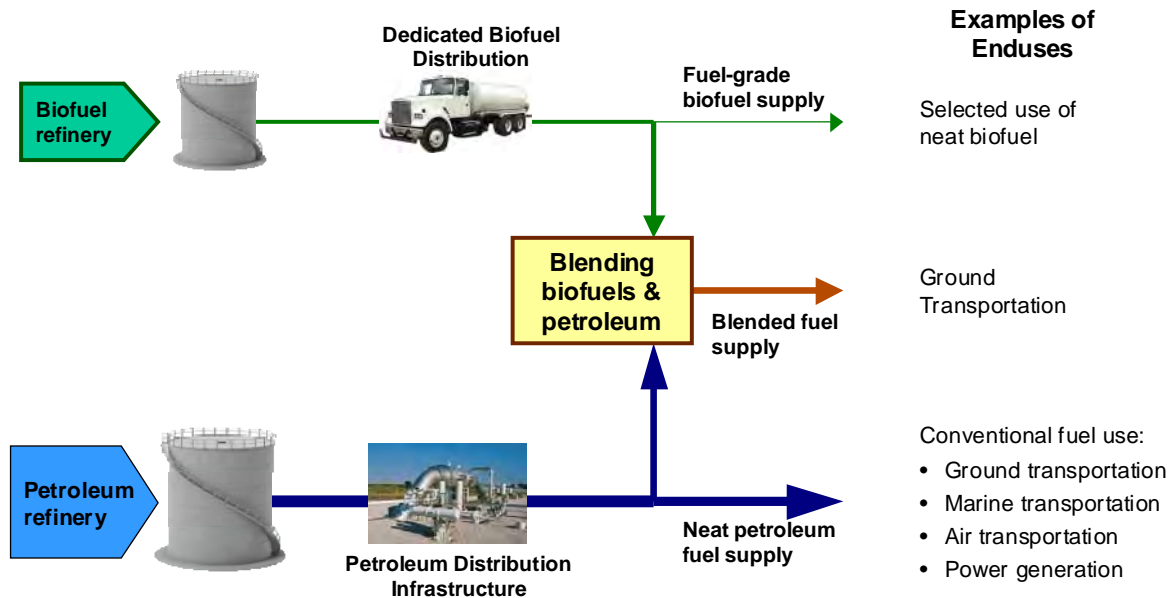 Examples of
Enduses
Dedicated Biofuel
Distribution
Fuel-grade
biofuel supply
Biofuel
refinery
Selected use of
neat biofuel
Blending
biofuels &
petroleum
Blended fuel
supply
Ground
Transportation
Petroleum
refinery
Petroleum Distribution
Infrastructure
Neat petroleum
fuel supply
Conventional fuel use:
• Ground transportation
• Marine transportation
• Air transportation
• Power generation